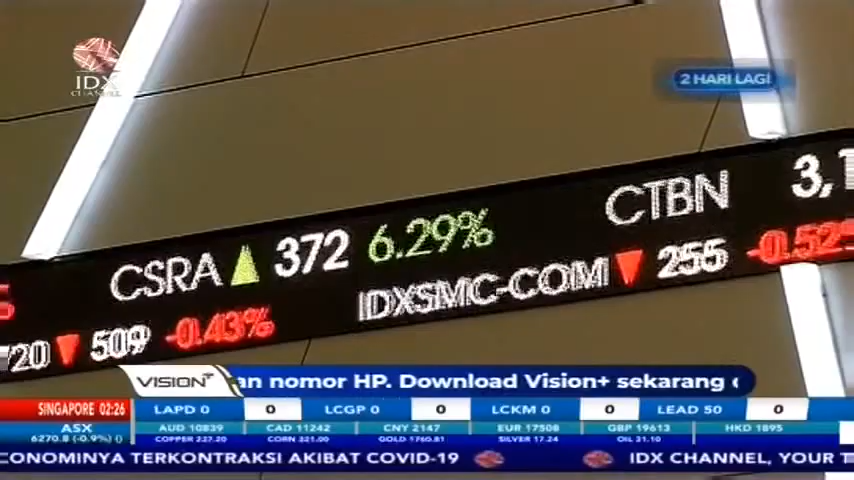 IDX
CHANNEL
2 HARI LAGI
CSRA ▲ 372 6.29% CTBN 3,1
20 ▼ 509 -0.43% IDXSMC-COM ▼ 255 -0.52%
VISION+ an nomor HP. Download Vision+ sekarang
SINGAPORE 02:26 LAPD 0 0 LCGP 0 0 LCKM 0 0 LEAD 50 0
ASX AUD 10839 CAD 11242 CNY 2147 EUR 17508 GBP 19613 HKD 1895
6270.8 (-0.9%) () COPPER 227.20 CORN 321.00 GOLD 1760.81 SILVER 17.24 OIL 31.10
CONOMINYA TERKONTRAKSI AKIBAT COVID-19 IDX CHANNEL, YOUR T